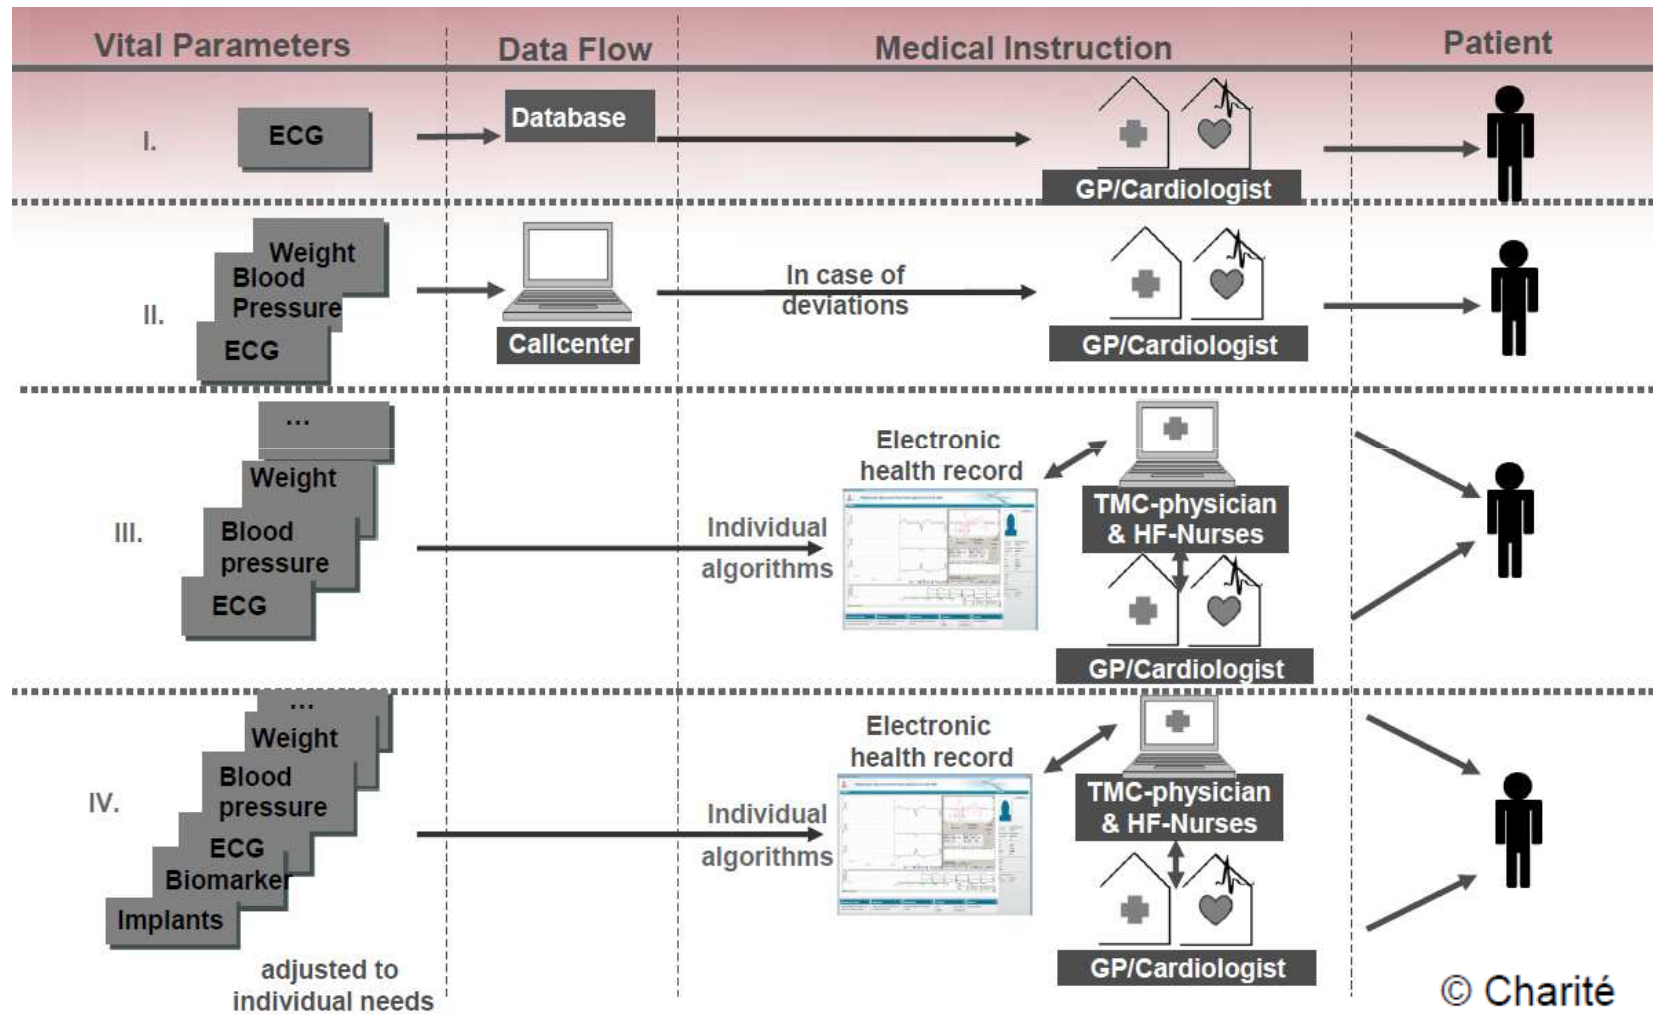 Vital Parameters
Data Flow
Medical Instruction
Patient
I.
ECG
Database
GP/Cardiologist
II.
Weight
Blood
Pressure
ECG
Callcenter
In case of
deviations
GP/Cardiologist
III.
...
Weight
Blood
pressure
ECG
Individual
algorithms
Electronic
health record
TMC-physician
& HF-Nurses
GP/Cardiologist
IV.
...
Weight
Blood
pressure
ECG
Biomarker
Implants
adjusted to
individual needs
Individual
algorithms
Electronic
health record
TMC-physician
& HF-Nurses
GP/Cardiologist
© Charité